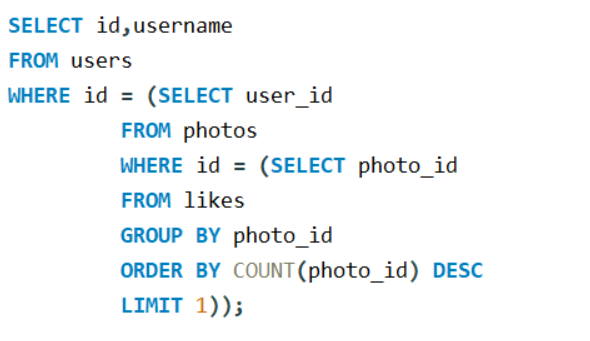 SELECT id,username
FROM users
WHERE id = (SELECT user_id
FROM photos
WHERE id = (SELECT photo_id
FROM likes
GROUP BY photo_id
ORDER BY COUNT(photo_id) DESC
LIMIT 1));